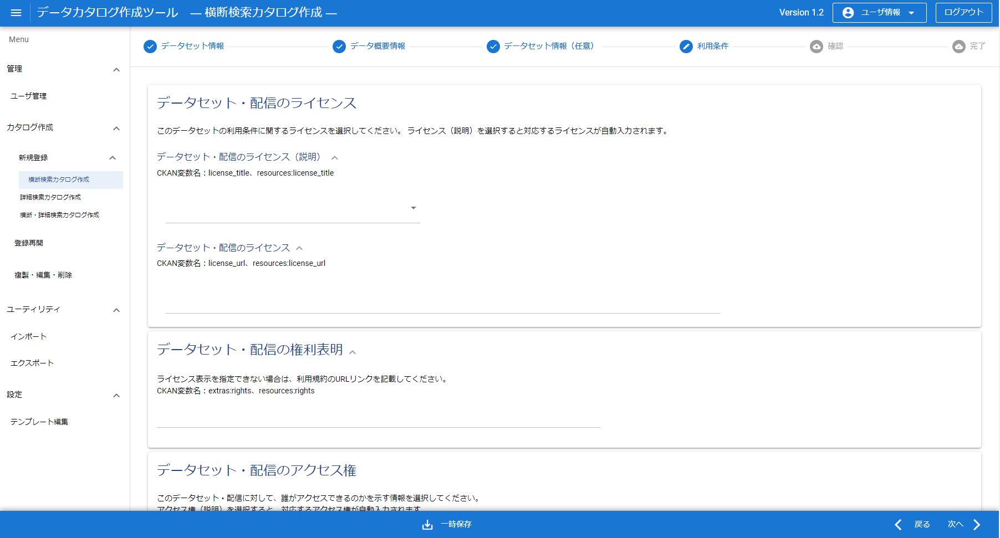 データカタログ作成ツール ― 横断検索カタログ作成 ―
Version 1.2
ユーザ情報
ログアウト
Menu
管理
ユーザ管理
カタログ作成
新規登録
横断検索カタログ作成
詳細検索カタログ作成
横断・詳細検索カタログ作成
登録再開
複製・編集・削除
ユーティリティ
インポート
エクスポート
設定
テンプレート編集
データセット情報
データ概要情報
データセット情報（任意）
利用条件
確認
完了
データセット・配信のライセンス
このデータセットの利用条件に関するライセンスを選択してください。 ライセンス（説明）を選択すると対応するライセンスが自動入力されます。
データセット・配信のライセンス（説明）
CKAN変数名：license_title、resources:license_title
データセット・配信のライセンス
CKAN変数名：license_url、resources:license_url
データセット・配信の権利表明
ライセンス表示を指定できない場合は、利用規約のURLリンクを記載してください。
CKAN変数名：extras:rights、resources:rights
データセット・配信のアクセス権
このデータセット・配信に対して、誰がアクセスできるのかを示す情報を選択してください。
アクセス権（説明）を選択すると、対応するアクセス権が自動入力されます
一時保存
戻る
次へ